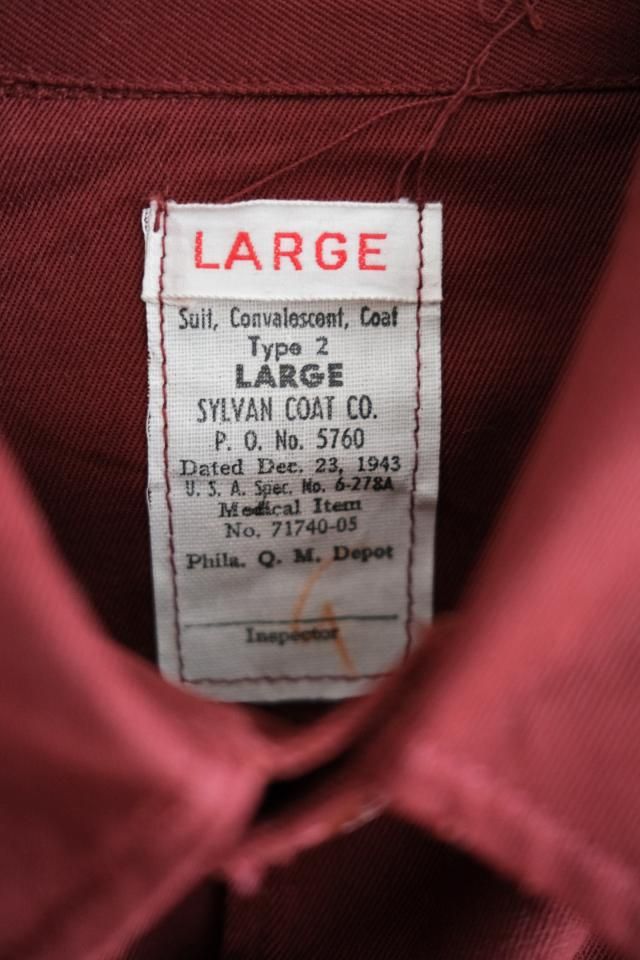 LARGE
Suit, Convalescent, Coat
Type 2
LARGE
SYLVAN COAT CO.
P. O. No. 5760
Dated Dec. 23, 1943
U. S. A. Spec. No. 6-278A
Medical Item
No. 71740-05
Phila. Q. M. Depot
Inspector